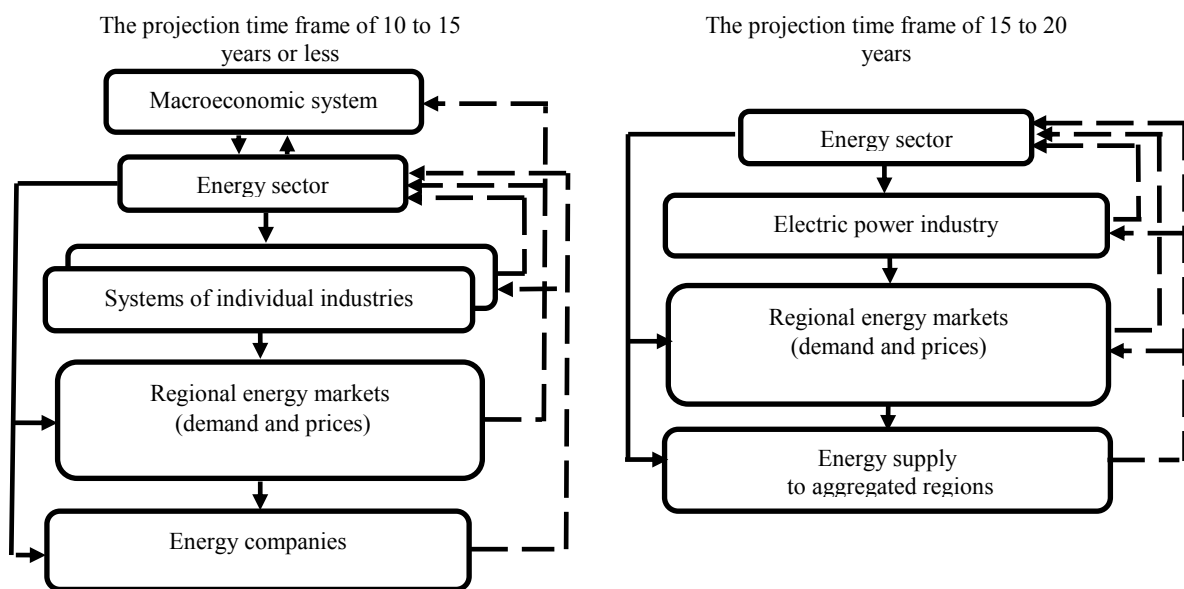 The projection time frame of 10 to 15
years or less
Macroeconomic system
Energy sector
Systems of individual industries
Regional energy markets
(demand and prices)
Energy companies
The projection time frame of 15 to 20
years
Energy sector
Electric power industry
Regional energy markets
(demand and prices)
Energy supply
to aggregated regions